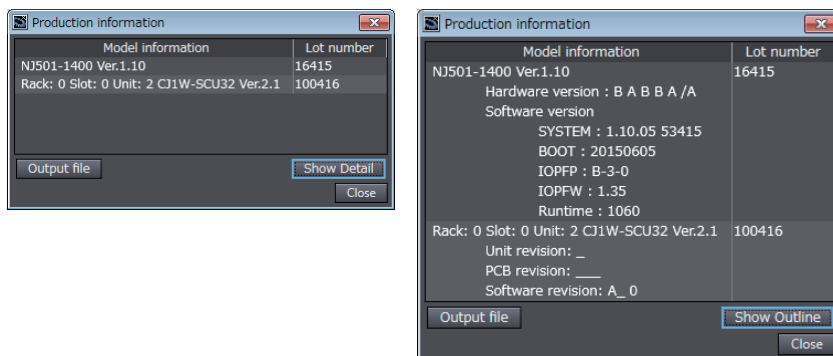 Production information
Model information Lot number
NJ501-1400 Ver.1.10 16415
Rack: 0 Slot: 0 Unit: 2 CJ1W-SCU32 Ver.2.1 100416
Output file Show Detail
Close
Production information
Model information Lot number
NJ501-1400 Ver.1.10 16415
Hardware version : B A B B A /A
Software version
SYSTEM : 1.10.05 53415
BOOT : 20150605
IOPFP : B-3-0
IOPFW : 1.35
Runtime : 1060
Rack: 0 Slot: 0 Unit: 2 CJ1W-SCU32 Ver.2.1 100416
Unit revision: _
PCB revision: ___
Software revision: A_ 0
Output file Show Outline
Close